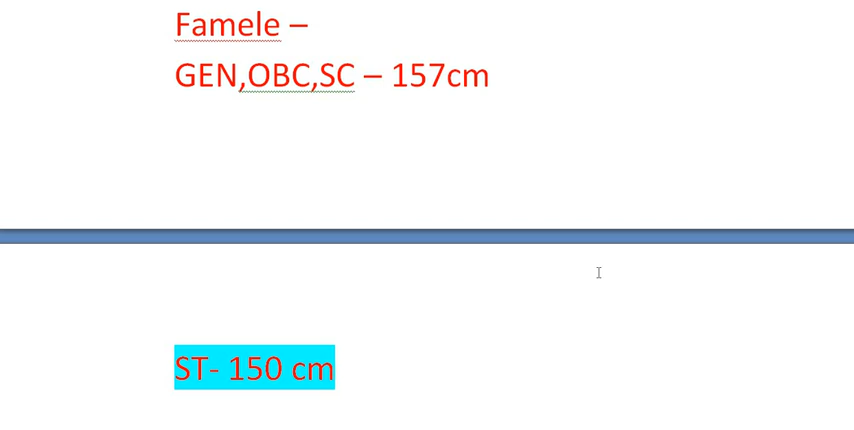 Famele –
GEN,OBC,SC – 157cm
ST- 150 cm